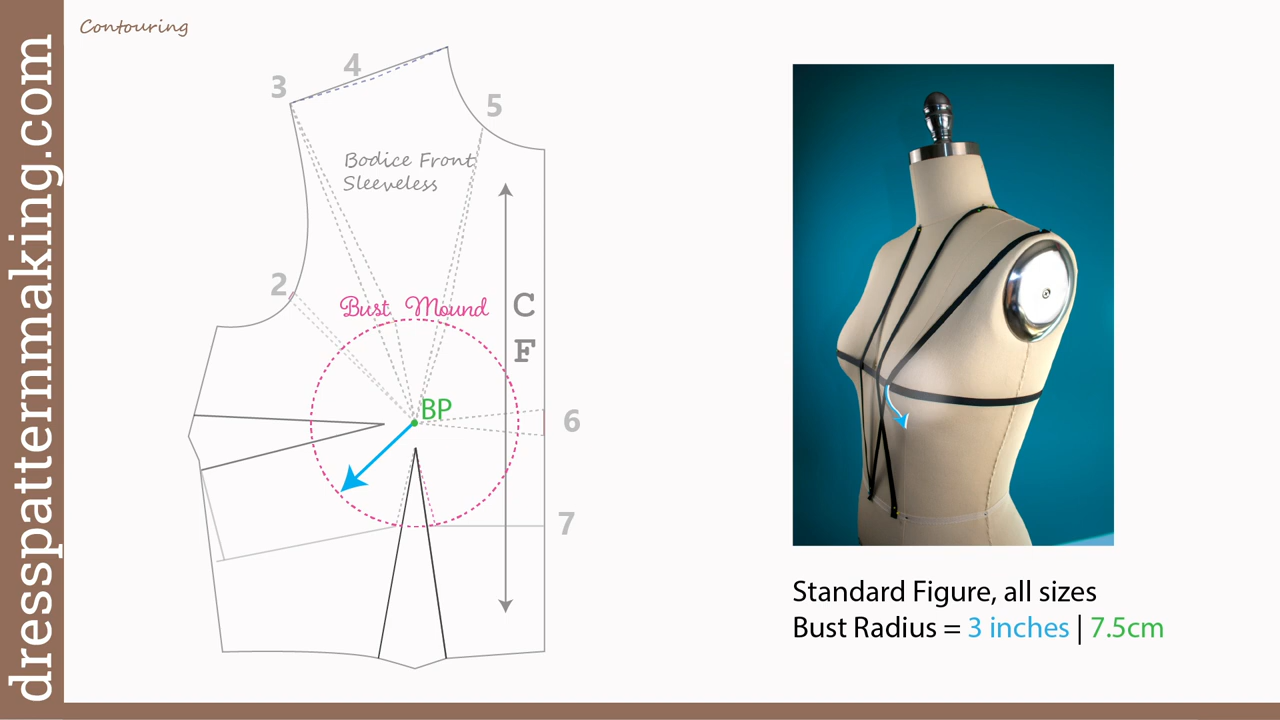 dresspatternmaking.com
Contouring
3
4
5
Bodice Front
Sleeveless
2
Bust Mound
C
F
BP
6
7
Standard Figure, all sizes
Bust Radius = 3 inches | 7.5cm